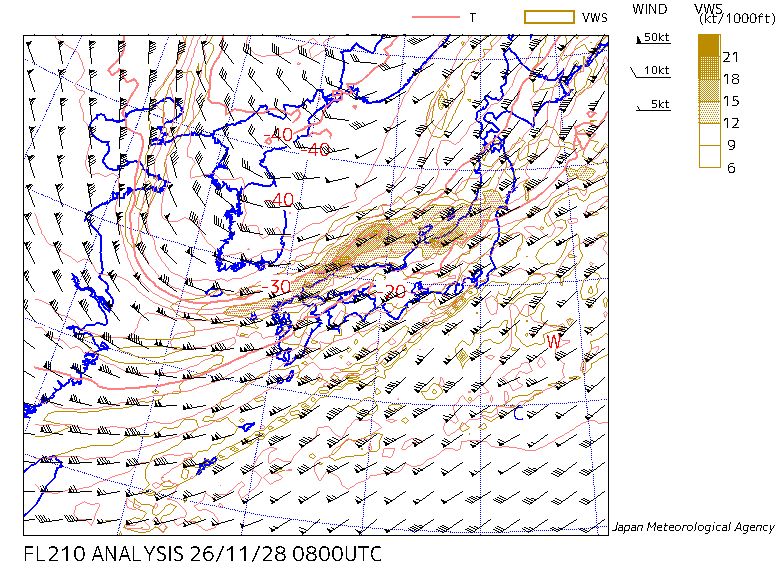 T
VWS
WIND
VWS
(kt/1000ft)
50kt
10kt
5kt
21
18
15
12
9
6
-40
-40
40
30
-20
W
C
Japan Meteorological Agency
FL210 ANALYSIS 26/11/28 0800UTC